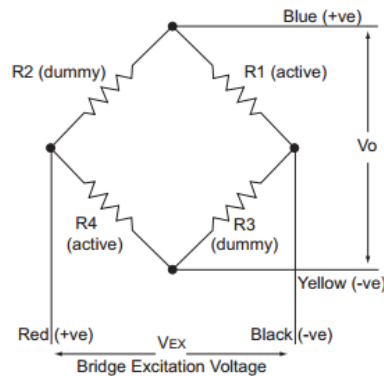 Blue (+ve)
R2 (dummy)
R1 (active)
Vo
R4
(active)
R3
(dummy)
Yellow (-ve)
Red (+ve)
VEX
Black (-ve)
Bridge Excitation Voltage